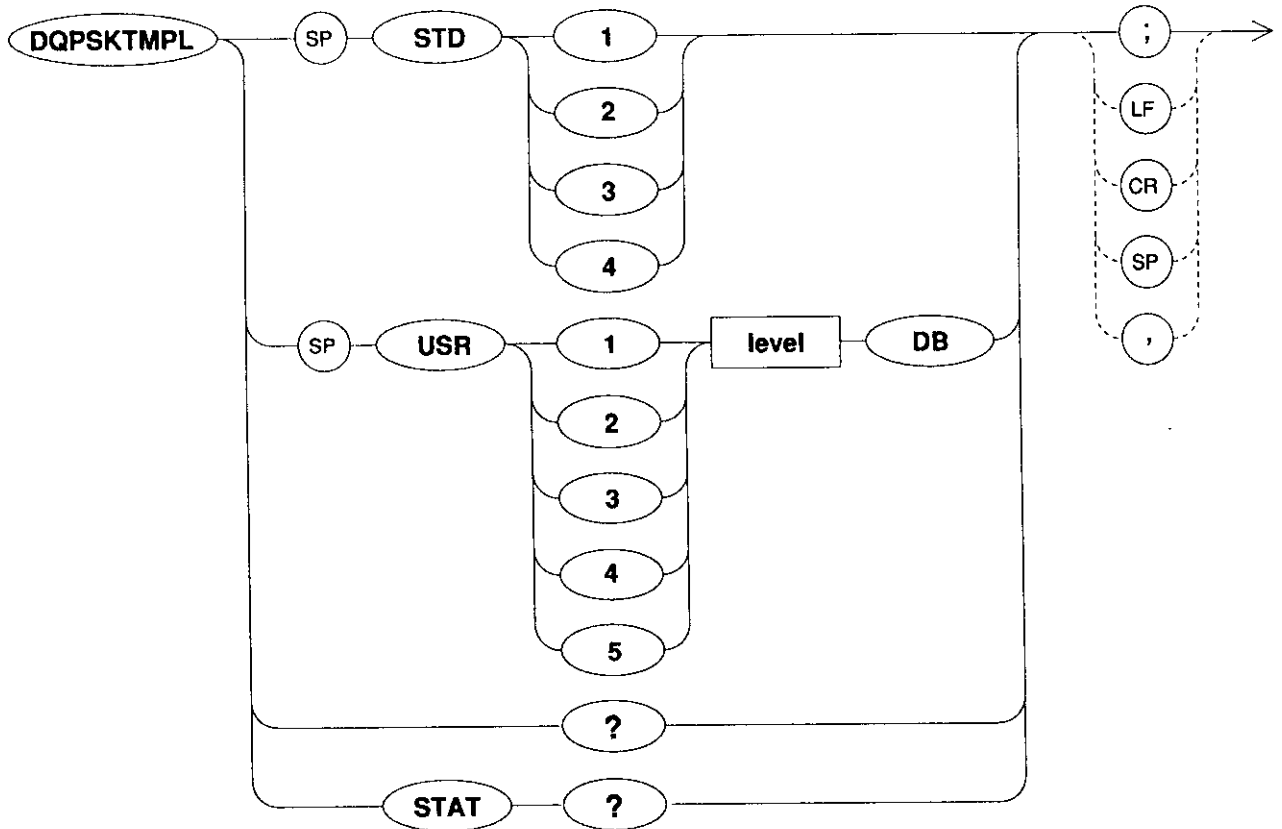 DQPSKTMPL SP STD 1 ;
2 LF
3 CR
4 SP
SP USR 1 level DB ,
2
3
4
5
?
STAT ?